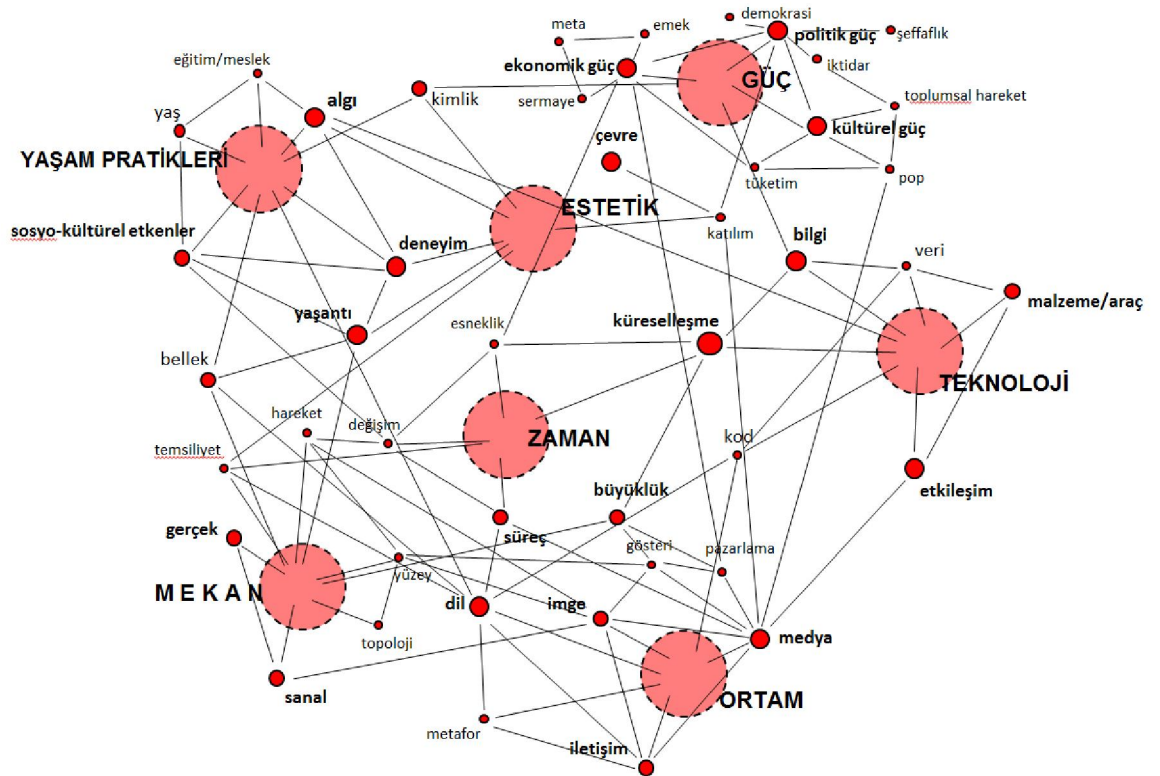 demokrasi
meta
emek
politik güç
şeffaflık
eğitim/meslek
ekonomik güç
GÜÇ
iktidar
algı
kimlik
sermaye
toplumsal hareket
yaş
çevre
kültürel güç
YAŞAM PRATİKLERİ
tüketim
pop
ESTETİK
sosyo-kültürel etkenler
deneyim
katılım
bilgi
veri
malzeme/araç
yaşantı
esneklik
küreselleşme
bellek
TEKNOLOJİ
hareket
değişim
ZAMAN
kod
temsiliyet
büyüklük
etkileşim
gerçek
süreç
gösteri
pazarlama
yüzey
MEKAN
dil
imge
topoloji
medya
sanal
ORTAM
metafor
iletişim